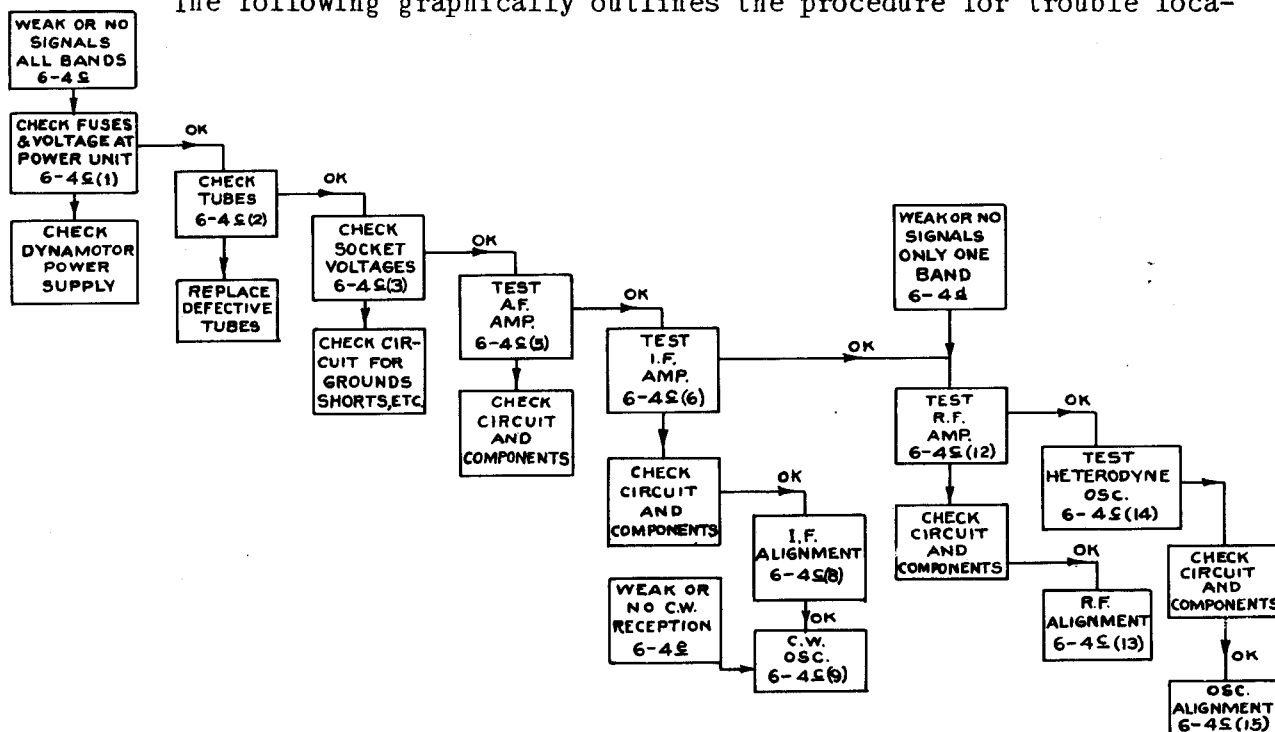 The following graphically outlines the procedure for trouble loca-
WEAK OR NO
SIGNALS
ALL BANDS
6-4c
CHECK FUSES
& VOLTAGE AT
POWER UNIT
6-4c(1)
OK
CHECK
DYNAMOTOR
POWER
SUPPLY
CHECK
TUBES
6-4c(2)
OK
REPLACE
DEFECTIVE
TUBES
CHECK
SOCKET
VOLTAGES
6-4c(3)
OK
CHECK CIR-
CUIT FOR
GROUNDS
SHORTS, ETC.
TEST
A.F.
AMP.
6-4c(5)
OK
CHECK
CIRCUIT
AND
COMPONENTS
TEST
I.F.
AMP.
6-4c(6)
OK
CHECK
CIRCUIT
AND
COMPONENTS
OK
I.F.
ALIGNMENT
6-4c(8)
OK
WEAK OR
NO C.W.
RECEPTION
6-4e
C.W.
OSC.
6-4c(9)
WEAK OR NO
SIGNALS
ONLY ONE
BAND
6-4d
TEST
R.F.
AMP.
6-4c(12)
OK
CHECK
CIRCUIT
AND
COMPONENTS
OK
R.F.
ALIGNMENT
6-4c(13)
TEST
HETERODYNE
OSC.
6-4c(14)
CHECK
CIRCUIT
AND
COMPONENTS
OK
OSC.
ALIGNMENT
6-4c(15)